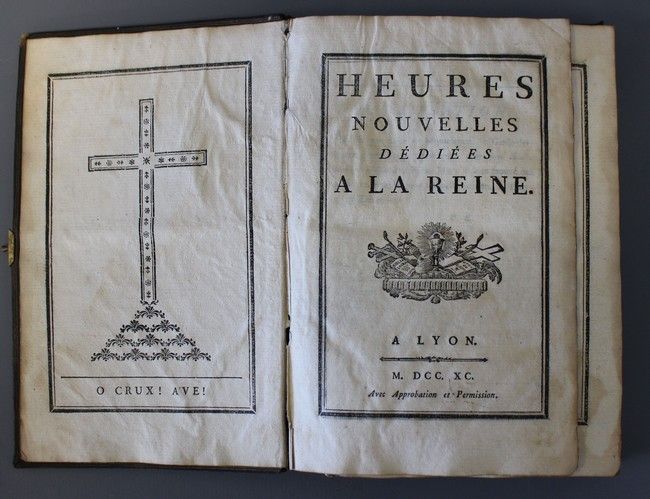 O CRUX! AVE!
HEURES
NOUVELLES
DÉDIÉES
A LA REINE.
A LYON.
M. DCC. XC.
Avec Approbation et Permission.